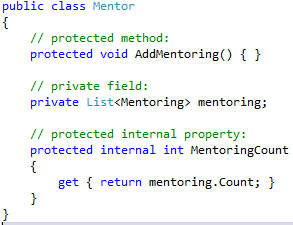 public class Mentor
{
    // protected method:
    protected void AddMentoring() { }

    // private field:
    private List<Mentoring> mentoring;

    // protected internal property:
    protected internal int MentoringCount
    {
        get { return mentoring.Count; }
    }
}